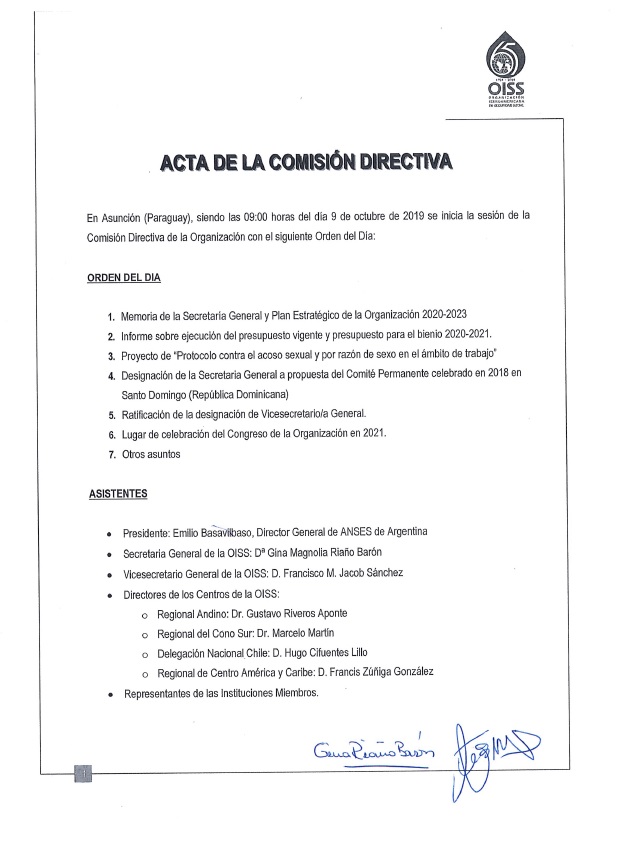 65
1954 - 2019
OISS
ORGANIZACIÓN
IBEROAMERICANA
DE SEGURIDAD SOCIAL
ACTA DE LA COMISIÓN DIRECTIVA
En Asunción (Paraguay), siendo las 09:00 horas del día 9 de octubre de 2019 se inicia la sesión de la
Comisión Directiva de la Organización con el siguiente Orden del Día:
ORDEN DEL DIA
1. Memoria de la Secretaria General y Plan Estratégico de la Organización 2020-2023
2. Informe sobre ejecución del presupuesto vigente y presupuesto para el bienio 2020-2021.
3. Proyecto de “Protocolo contra el acoso sexual y por razón de sexo en el ámbito de trabajo”
4. Designación de la Secretaria General a propuesta del Comité Permanente celebrado en 2018 en
Santo Domingo (República Dominicana)
5. Ratificación de la designación de Vicesecretario/a General.
6. Lugar de celebración del Congreso de la Organización en 2021.
7. Otros asuntos
ASISTENTES
• Presidente: Emilio Basavilbaso, Director General de ANSES de Argentina
• Secretaria General de la OISS: Dª Gina Magnolia Riaño Barón
• Vicesecretario General de la OISS: D. Francisco M. Jacob Sánchez
• Directores de los Centros de la OISS:
o Regional Andino: Dr. Gustavo Riveros Aponte
o Regional del Cono Sur: Dr. Marcelo Martín
o Delegación Nacional Chile: D. Hugo Cifuentes Lillo
o Regional de Centro América y Caribe: D. Francis Zúñiga González
• Representantes de las Instituciones Miembros.
Gina Riaño Barón
1